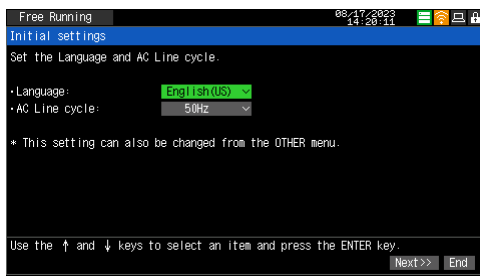 Free Running
08/17/2023
14:20:11
Initial settings
Set the Language and AC Line cycle.
・Language: English(US)
・AC Line cycle: 50Hz
* This setting can also be changed from the OTHER menu.
Use the ↑ and ↓ keys to select an item and press the ENTER key.
Next>> End